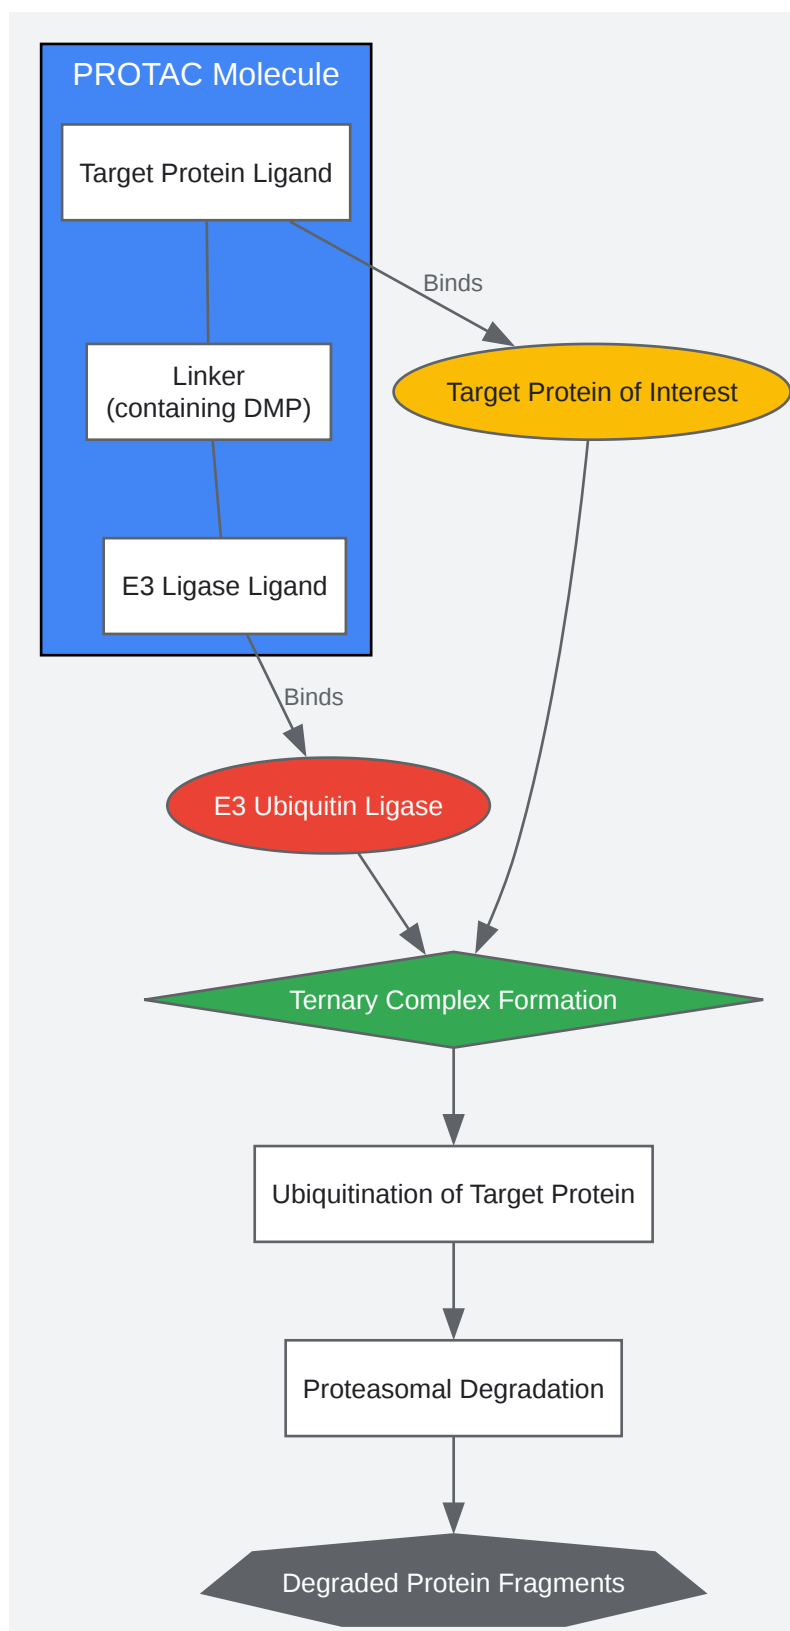 PROTAC Molecule
Target Protein Ligand
Binds
Linker
(containing DMP)
Target Protein of Interest
E3 Ligase Ligand
Binds
E3 Ubiquitin Ligase
Ternary Complex Formation
Ubiquitination of Target Protein
Proteasomal Degradation
Degraded Protein Fragments